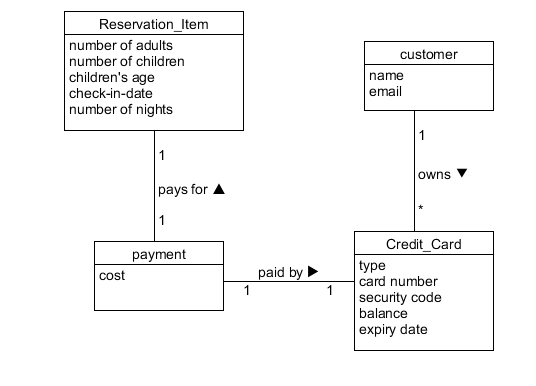 Reservation_Item
number of adults
number of children
children's age
check-in-date
number of nights
customer
name
email
1
pays for ▲
1
1
owns ▼
*
payment
cost
paid by ▶
1
1
Credit_Card
type
card number
security code
balance
expiry date